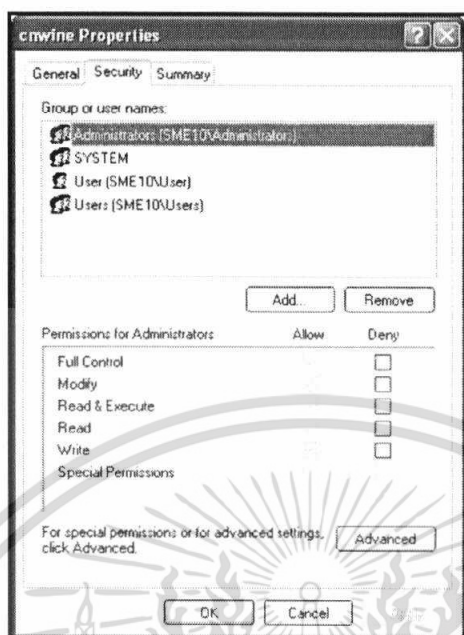 cnwine Properties
General Security Summary
Group or user names:
Administrators (SME10\Administrators)
SYSTEM
User (SME10\User)
Users (SME10\Users)
Add... Remove
Permissions for Administrators Allow Deny
Full Control
Modify
Read & Execute
Read
Write
Special Permissions
For special permissions or for advanced settings,
click Advanced.
Advanced
OK Cancel